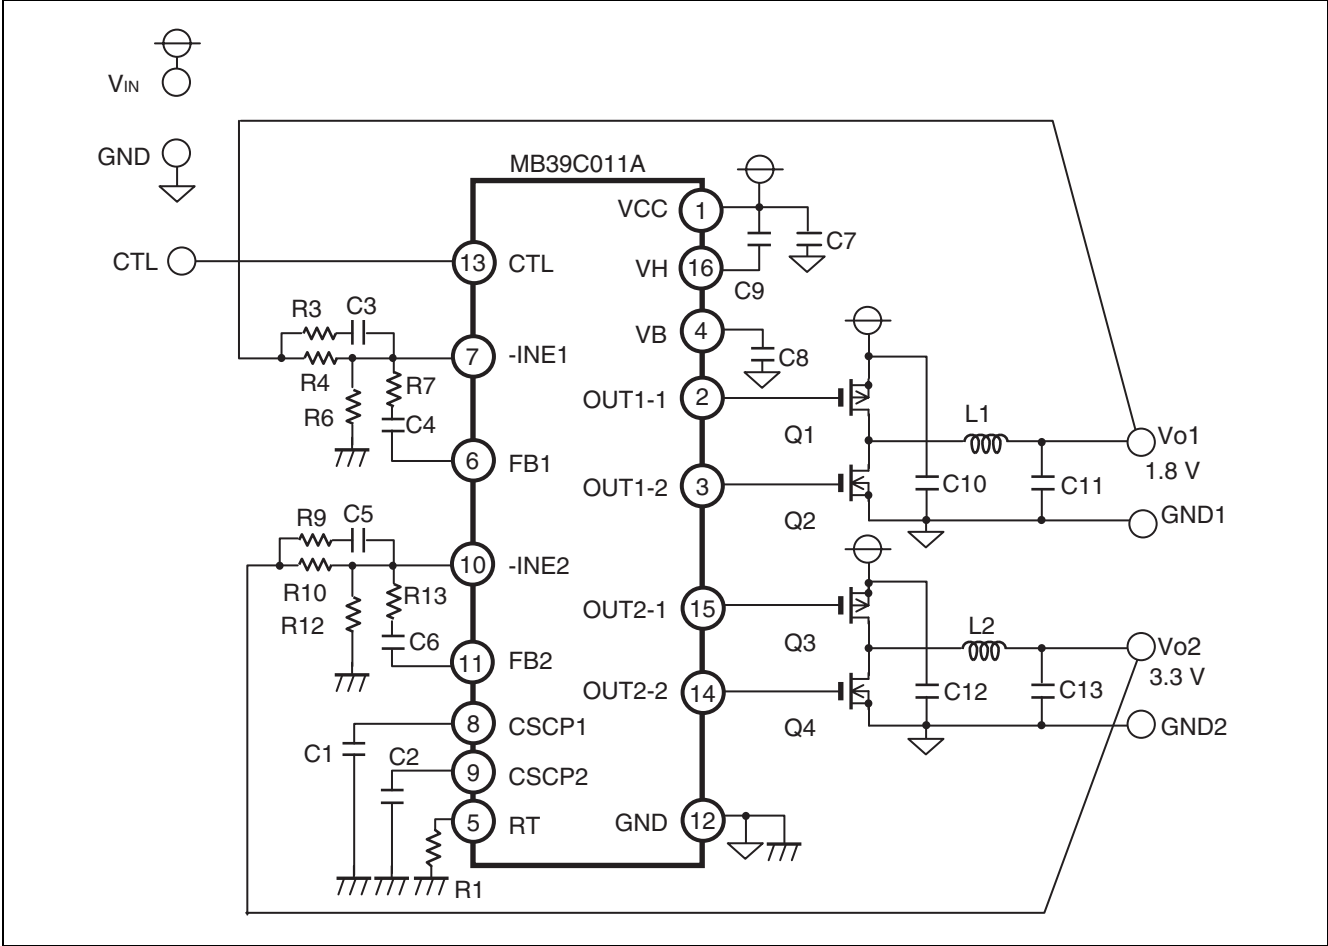 VIN
GND
MB39C011A
CTL
13
CTL
R3
C3
R4
R6
R7
C4
7
-INE1
6
FB1
R9
C5
R10
R12
R13
C6
10
-INE2
11
FB2
C1
8
CSCP1
C2
9
CSCP2
5
RT
R1
VCC
1
VH
16
C9
C7
VB
4
C8
OUT1-1
2
OUT1-2
3
OUT2-1
15
OUT2-2
14
GND
12
Q1
Q2
L1
C10
C11
Vo1
1.8 V
GND1
Q3
Q4
L2
C12
C13
Vo2
3.3 V
GND2